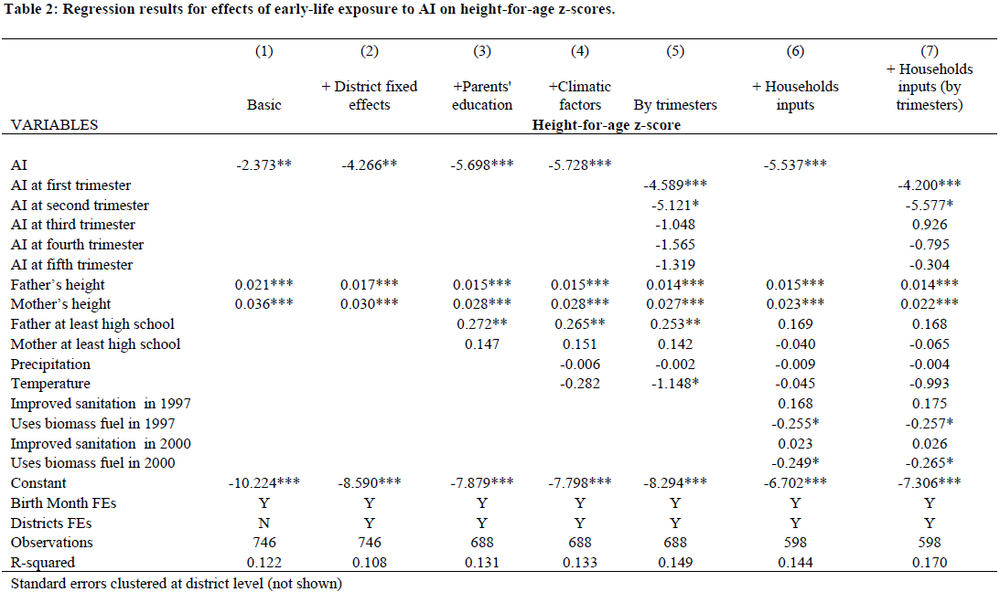 Table 2: Regression results for effects of early-life exposure to AI on height-for-age z-scores.
(1) (2) (3) (4) (5) (6) (7)
VARIABLES Basic + District fixed effects +Parents' education +Climatic factors By trimesters + Households inputs + Households inputs (by trimesters)
Height-for-age z-score
AI -2.373** -4.266** -5.698*** -5.728*** -5.537***
AI at first trimester -4.589*** -4.200***
AI at second trimester -5.121* -5.577*
AI at third trimester -1.048 0.926
AI at fourth trimester -1.565 -0.795
AI at fifth trimester -1.319 -0.304
Father’s height 0.021*** 0.017*** 0.015*** 0.015*** 0.014*** 0.015*** 0.014***
Mother’s height 0.036*** 0.030*** 0.028*** 0.028*** 0.027*** 0.023*** 0.022***
Father at least high school 0.272** 0.265** 0.253** 0.169 0.168
Mother at least high school 0.147 0.151 0.142 -0.040 -0.065
Precipitation -0.006 -0.002 -0.009 -0.004
Temperature -0.282 -1.148* -0.045 -0.993
Improved sanitation in 1997 0.168 0.175
Uses biomass fuel in 1997 -0.255* -0.257*
Improved sanitation in 2000 0.023 0.026
Uses biomass fuel in 2000 -0.249* -0.265*
Constant -10.224*** -8.590*** -7.879*** -7.798*** -8.294*** -6.702*** -7.306***
Birth Month FEs Y Y Y Y Y Y Y
Districts FEs N Y Y Y Y Y Y
Observations 746 746 688 688 688 598 598
R-squared 0.122 0.108 0.131 0.133 0.149 0.144 0.170
Standard errors clustered at district level (not shown)